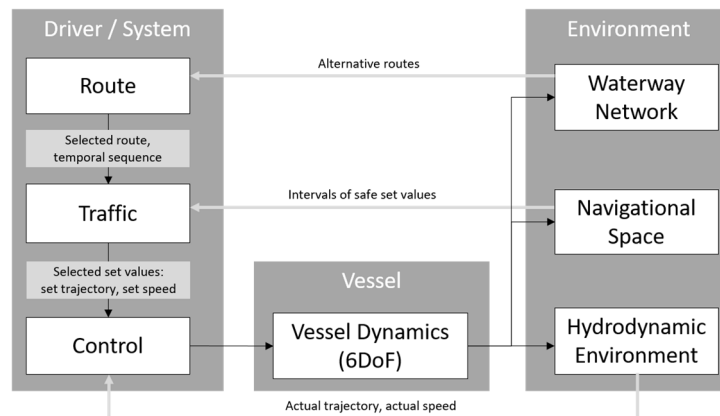 Driver / System
Environment
Route
Alternative routes
Waterway
Network
Selected route,
temporal sequence
Traffic
Intervals of safe set values
Navigational
Space
Selected set values:
set trajectory, set speed
Vessel
Control
Vessel Dynamics
(6DoF)
Hydrodynamic
Environment
Actual trajectory, actual speed